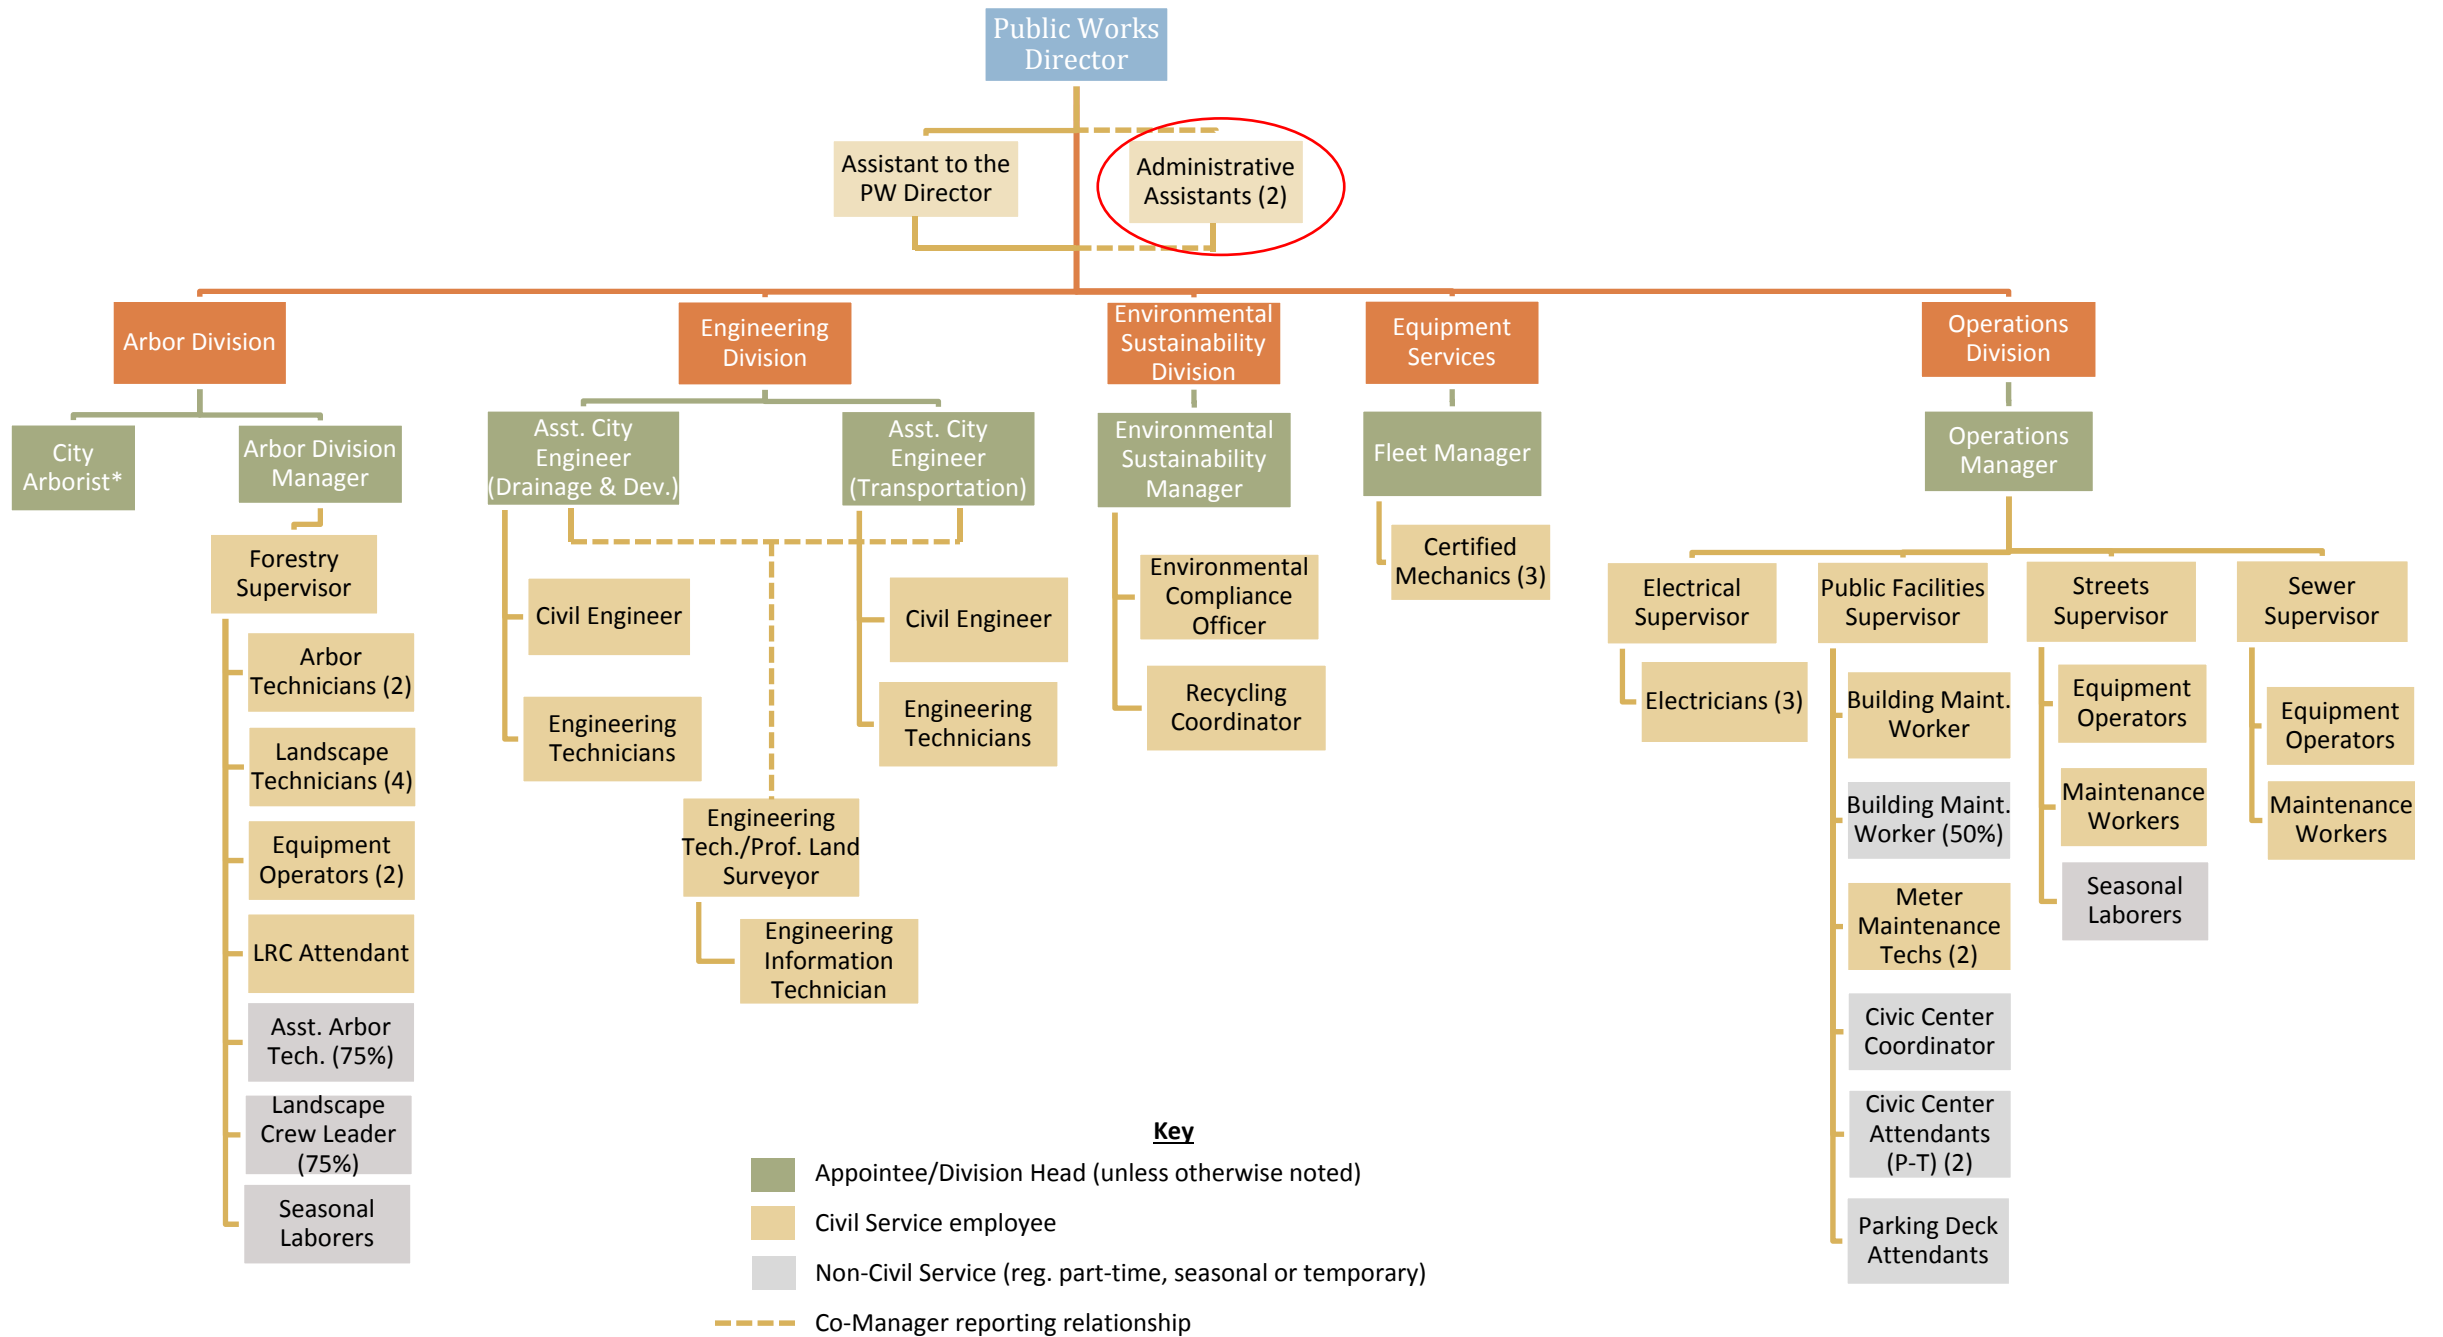 Public Works
Director
Assistant to the
PW Director
Administrative
Assistants (2)
Arbor Division
Engineering
Division
Environmental
Sustainability
Division
Equipment
Services
Operations
Division
City
Arborist*
Arbor Division
Manager
Asst. City
Engineer
(Drainage & Dev.)
Asst. City
Engineer
(Transportation)
Environmental
Sustainability
Manager
Fleet Manager
Operations
Manager
Forestry
Supervisor
Arbor
Technicians (2)
Landscape
Technicians (4)
Equipment
Operators (2)
LRC Attendant
Asst. Arbor
Tech. (75%)
Landscape
Crew Leader
(75%)
Seasonal
Laborers
Civil Engineer
Engineering
Technicians
Civil Engineer
Engineering
Technicians
Engineering
Tech./Prof. Land
Surveyor
Engineering
Information
Technician
Environmental
Compliance
Officer
Recycling
Coordinator
Certified
Mechanics (3)
Electrical
Supervisor
Electricians (3)
Public Facilities
Supervisor
Building Maint.
Worker
Building Maint.
Worker (50%)
Meter
Maintenance
Techs (2)
Civic Center
Coordinator
Civic Center
Attendants
(P-T) (2)
Parking Deck
Attendants
Streets
Supervisor
Equipment
Operators
Maintenance
Workers
Seasonal
Laborers
Sewer
Supervisor
Equipment
Operators
Maintenance
Workers
Key
Appointee/Division Head (unless otherwise noted)
Civil Service employee
Non-Civil Service (reg. part-time, seasonal or temporary)
Co-Manager reporting relationship